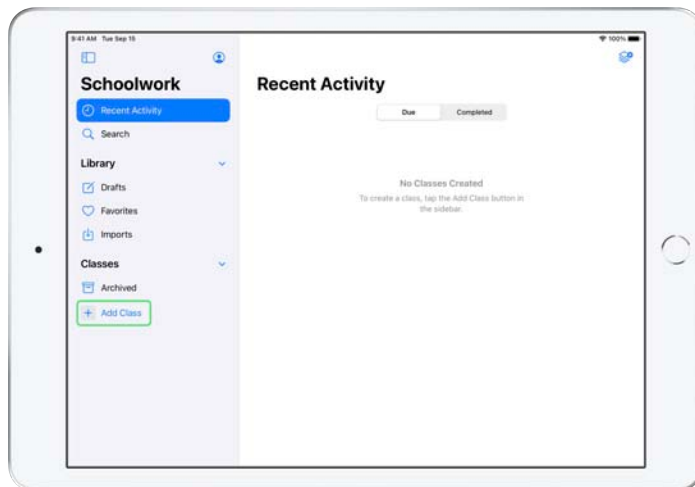 9:41 AM Tue Sep 15
100%
Schoolwork
Recent Activity
Search
Library
Drafts
Favorites
Imports
Classes
Archived
Add Class
Recent Activity
Due Completed
No Classes Created
To create a class, tap the Add Class button in
the sidebar.